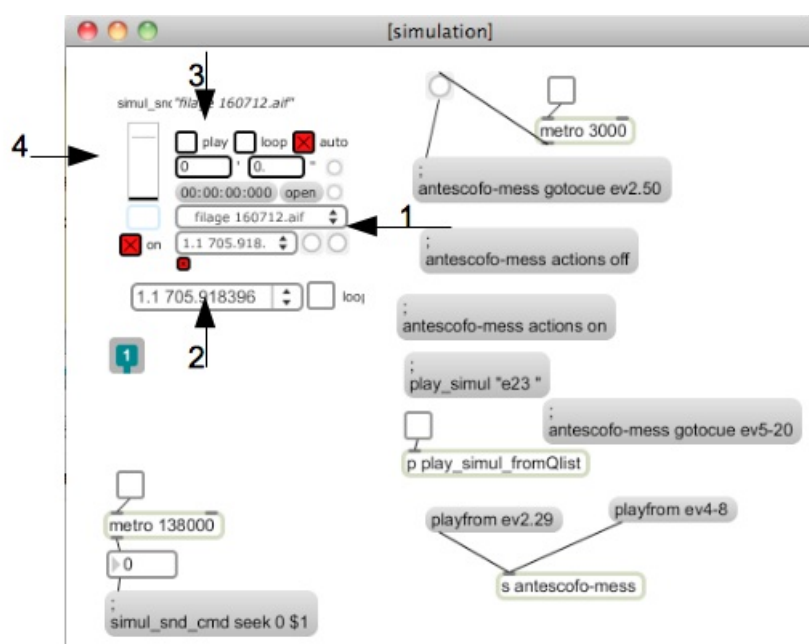 [simulation]
3
simul_snd "filage 160712.aif"
4
play
loop
auto
0 ' 0. "
00:00:00:000 open
filage 160712.aif
1
on
1.1 705.918.
1.1 705.918396
loop
2
1
metro 3000
;
antescofo-mess gotocue ev2.50
;
antescofo-mess actions off
;
antescofo-mess actions on
;
play_simul "e23 "
;
antescofo-mess gotocue ev5-20
p play_simul_fromQlist
playfrom ev2.29
playfrom ev4-8
s antescofo-mess
metro 138000
0
;
simul_snd_cmd seek 0 $1